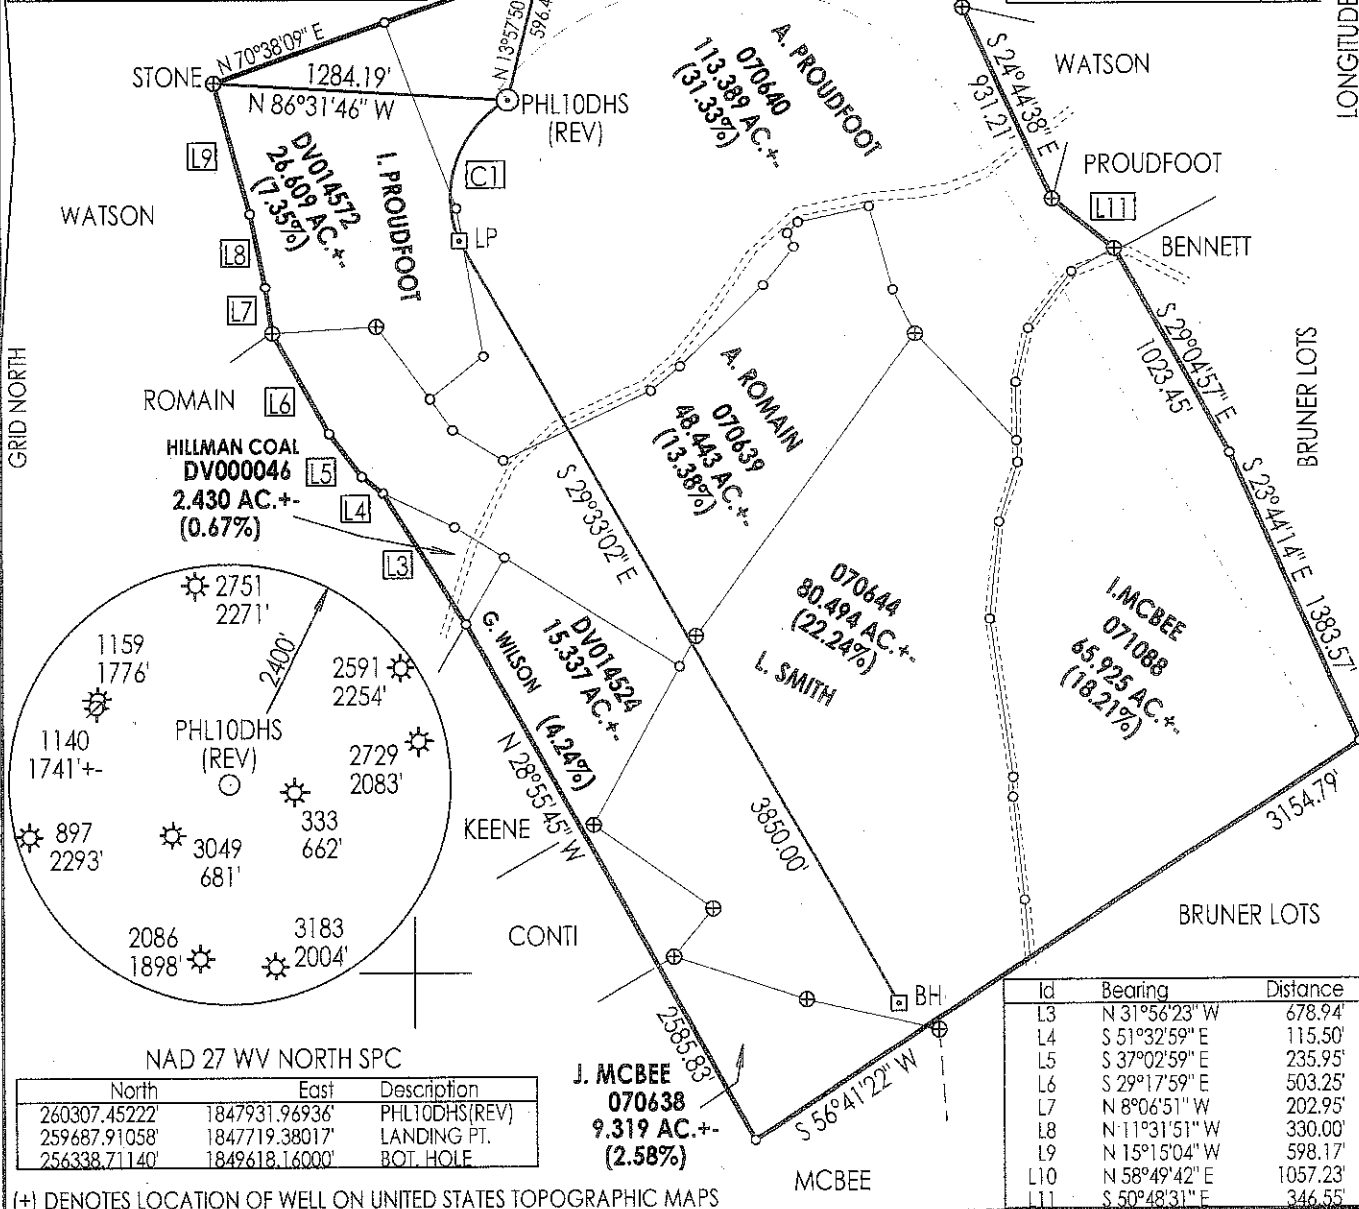 N 70°38'09" E
STONE
1284.19'
N 86°31'46" W
N 13°57'50"
596.4
PHL10DHS
(REV)
L9
DV014572
26.609 AC.+-
(7.35%)
I. PROUDFOOT
C1
LP
WATSON
L8
L7
A. PROUDFOOT
070640
113.389 AC.+-
(31.33%)
S 24°44'38" E
931.21'
WATSON
LONGITUDE
PROUDFOOT
L11
BENNETT
S 29°04'57" E
1023.45'
BRUNER LOTS
GRID NORTH
ROMAIN
L6
HILLMAN COAL
DV000046
2.430 AC.+-
(0.67%)
L5
L4
L3
A. ROMAIN
070639
48.443 AC.+-
(13.38%)
S 29°33'02" E
3850.00'
S 23°44'14" E 1383.57'
070644
80.494 AC.+-
(22.24%)
L. SMITH
I.MCBEE
071088
65.925 AC.+-
(18.21%)
G. WILSON
DV014524
15.337 AC.+-
(4.24%)
N 28°55'45" W
2585.83'
KEENE
CONTI
3154.79'
BRUNER LOTS
BH
S 56°41'22" W
MCBEE
J. MCBEE
070638
9.319 AC.+-
(2.58%)
2751
2271'
1159
1776'
2400'
2591
2254'
PHL10DHS
(REV)
1140
1741'+-
2729
2083'
333
662'
897
2293'
3049
681'
2086
1898'
3183
2004'
NAD 27 WV NORTH SPC
North East Description
260307.45222' 1847931.96936' PHL10DHS(REV)
259687.91058' 1847719.38017' LANDING PT.
256338.71140' 1849618.16000' BOT. HOLE
(+) DENOTES LOCATION OF WELL ON UNITED STATES TOPOGRAPHIC MAPS
Id Bearing Distance
L3 N 31°56'23" W 678.94'
L4 S 51°32'59" E 115.50'
L5 S 37°02'59" E 235.95'
L6 S 29°17'59" E 503.25'
L7 N 8°06'51" W 202.95'
L8 N 11°31'51" W 330.00'
L9 N 15°15'04" W 598.17'
L10 N 58°49'42" E 1057.23'
L11 S 50°48'31" E 346.55'